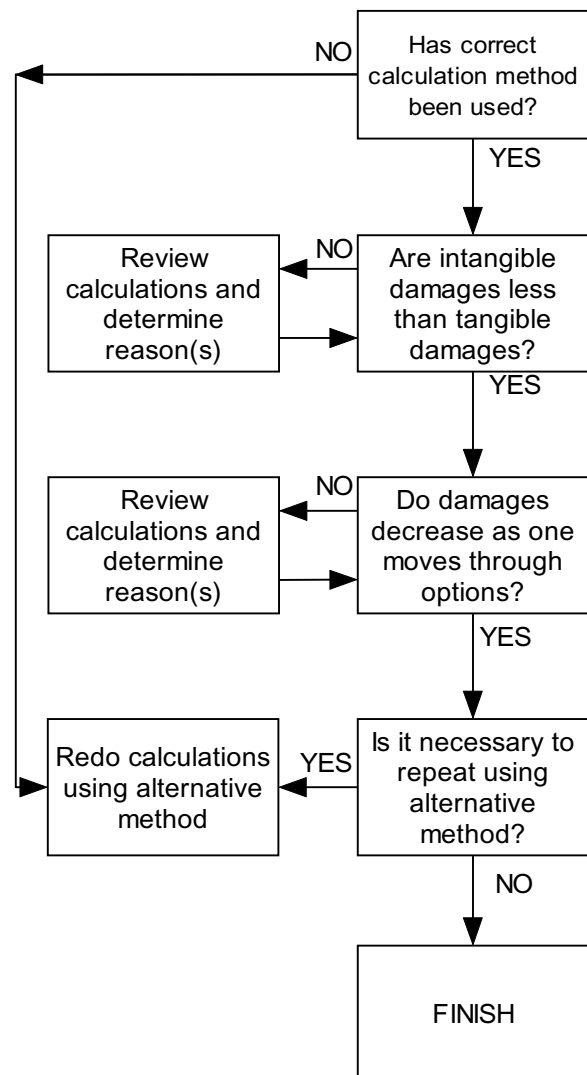 NO
Has correct
calculation method
been used?
YES
Review
calculations and
determine
reason(s)
NO
Are intangible
damages less
than tangible
damages?
YES
Review
calculations and
determine
reason(s)
NO
Do damages
decrease as one
moves through
options?
YES
Redo calculations
using alternative
method
YES
Is it necessary to
repeat using
alternative
method?
NO
FINISH